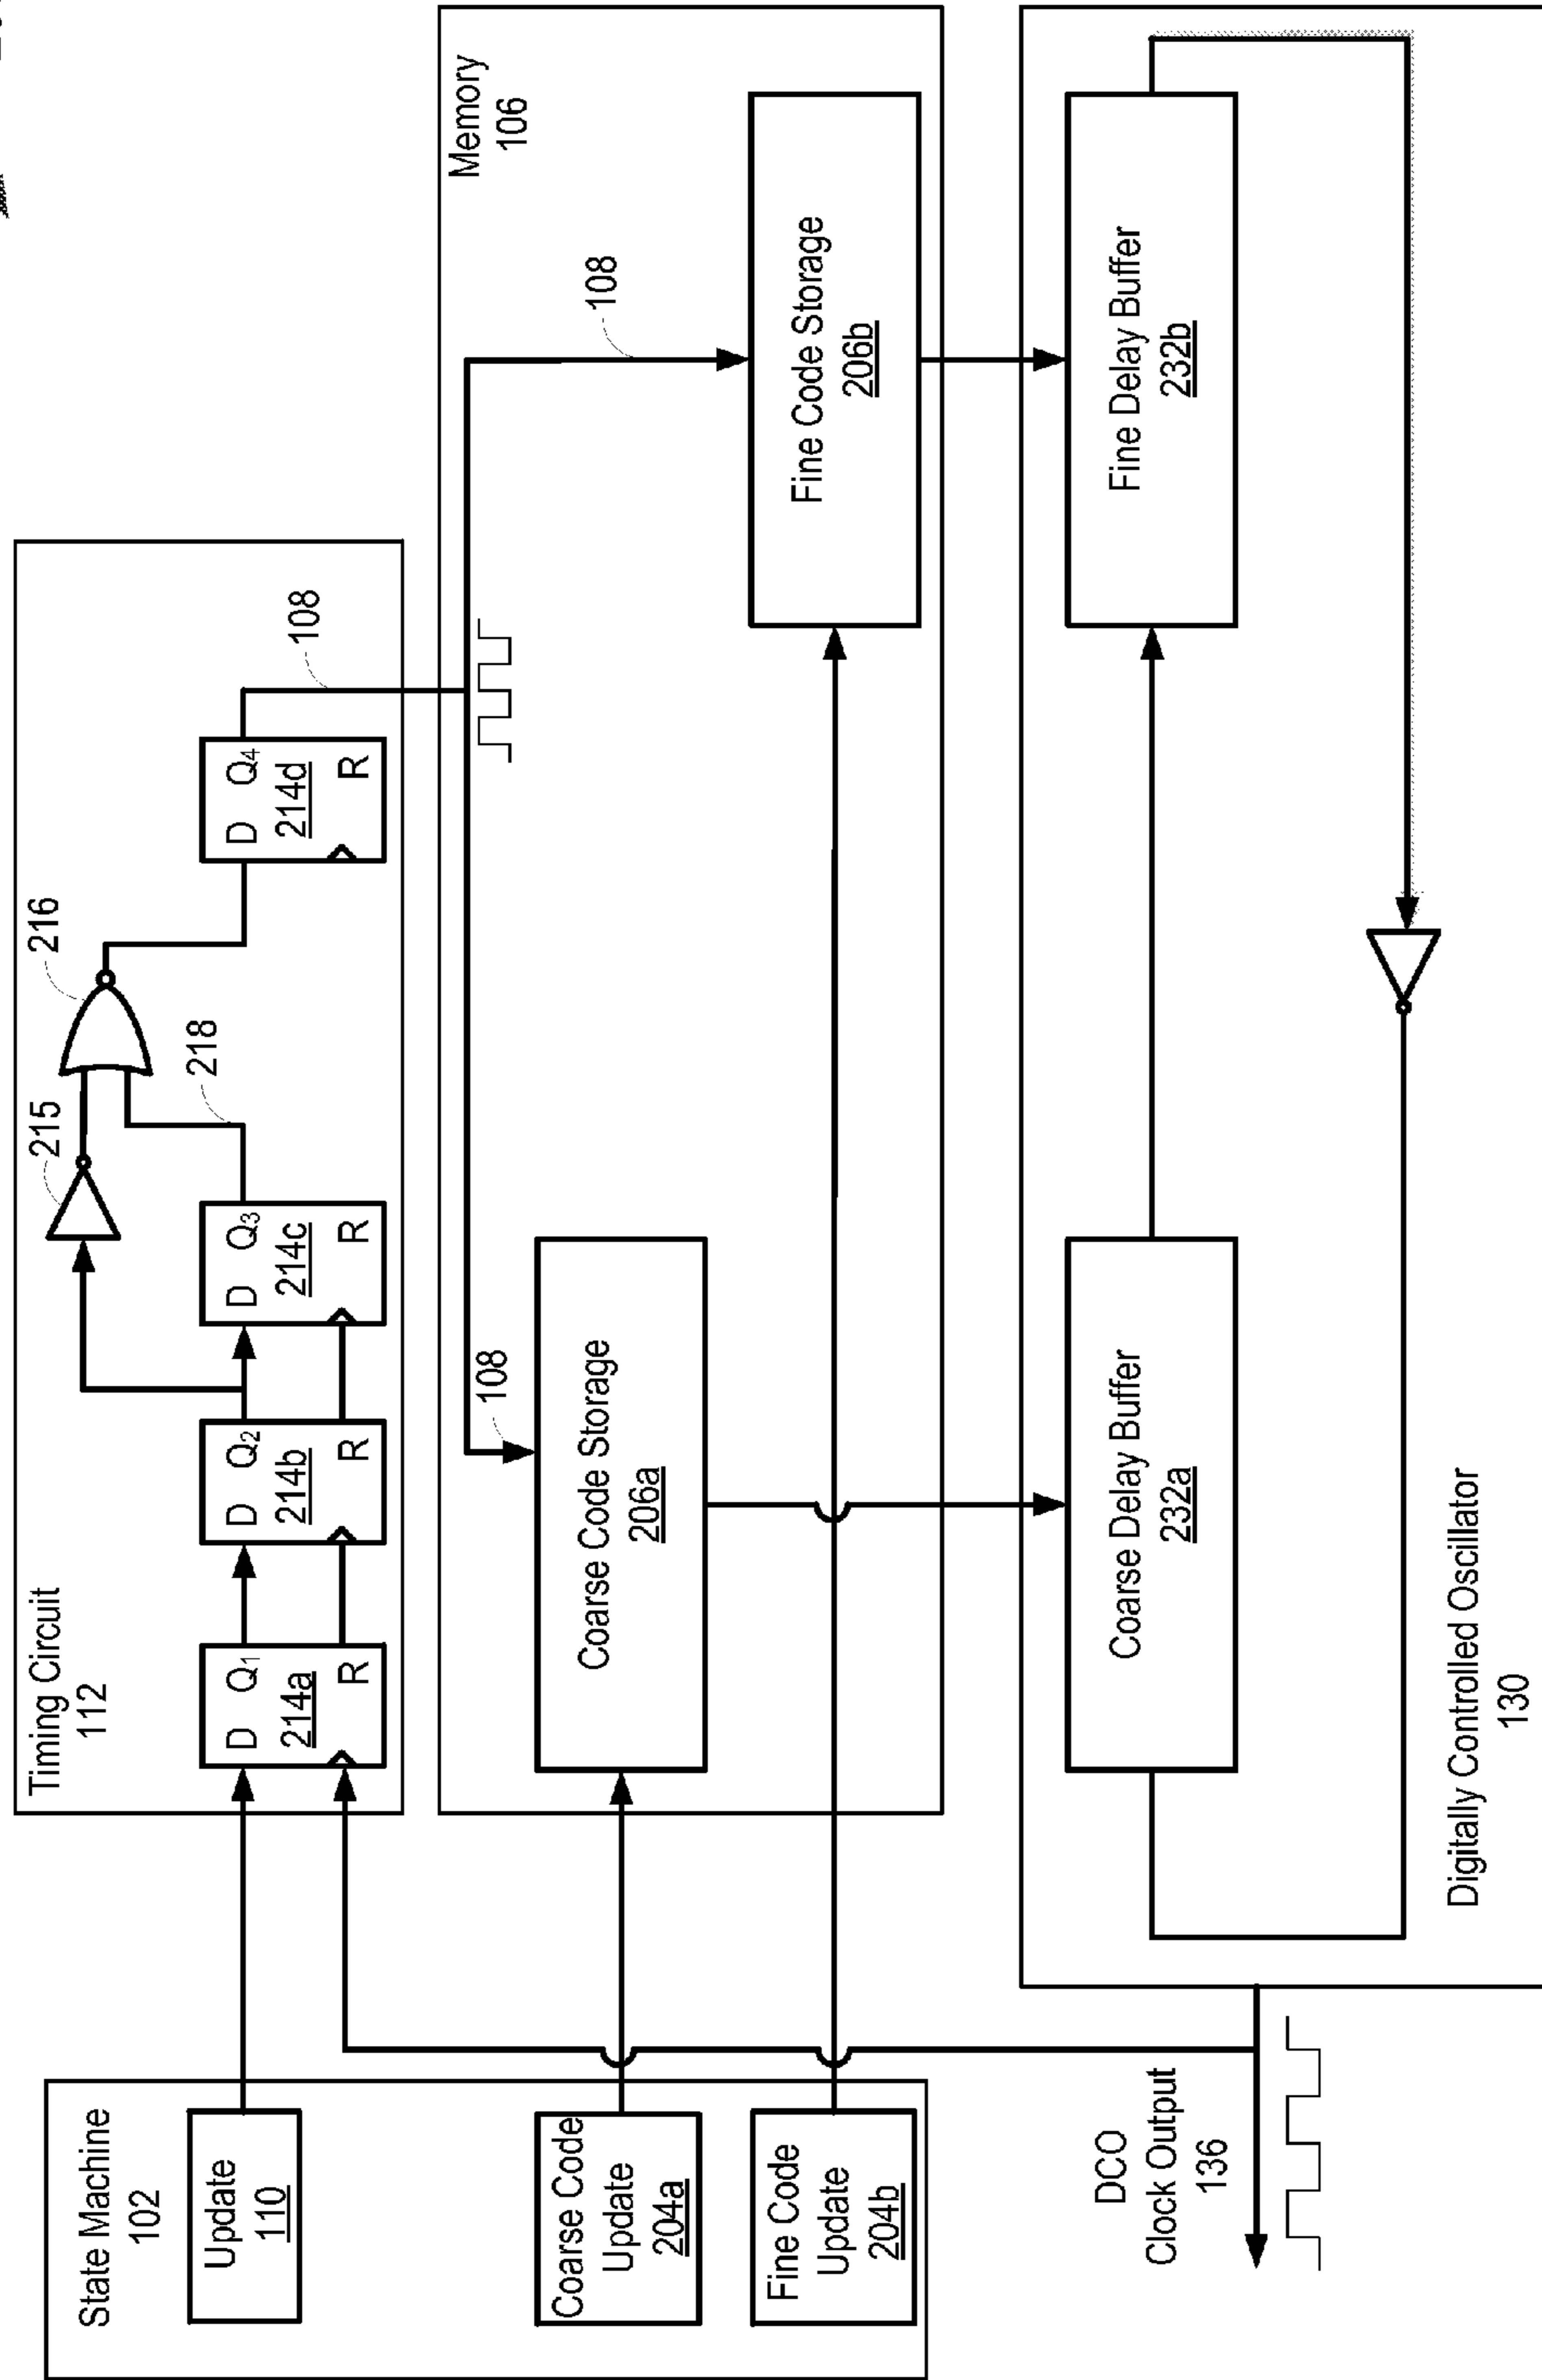 State Machine
102
Update
110
Coarse Code
Update
204a
Fine Code
Update
204b
DCO
Clock Output
136
Timing Circuit
112
D Q1
214a
R
D Q2
214b
R
D Q3
214c
R
215
218
216
D Q4
214d
R
108
Memory
106
108
Coarse Code Storage
206a
108
Fine Code Storage
206b
Coarse Delay Buffer
232a
Fine Delay Buffer
232b
Digitally Controlled Oscillator
130